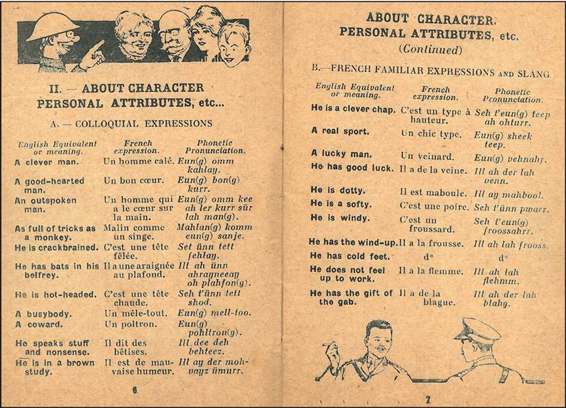 II. — ABOUT CHARACTER
PERSONAL ATTRIBUTES, etc...
A. — COLLOQUIAL EXPRESSIONS
English Equivalent French Phonetic
or meaning. expression. Pronunciation.
A clever man. Un homme calé. Eun(g) omm
kahlay.
A good-hearted Un bon cœur. Eun(g) bon(g)
man. kurr.
An outspoken Un homme qui Eun(g) omm kee
man. a le cœur sur ah ler kurr sür
la main. lah man(g).
As full of tricks as Malin comme Mahlan(g) komm
a monkey. un singe. eun(g) sanje.
He is crackbrained. C'est une tête Set ünn tett
fêlée. fehlay.
He has bats in his Il a une araignée Ill ah ünn
belfrey. au plafond. ahrayneeay
oh plahfon(g).
He is hot-headed. C'est une tête Set ünn tett
chaude. shod.
A busybody. Un mêle-tout. Eun(g) mell-too.
A coward. Un poltron. Eun(g)
pohltron(g).
He speaks stuff Il dit des Ill dee deh
and nonsense. bêtises. behteez.
He is in a brown Il est de mau- Ill ay der moh-
study. vaise humeur. vayz ümurr.
6
ABOUT CHARACTER,
PERSONAL ATTRIBUTES, etc.
(Continued)
B. — FRENCH FAMILIAR EXPRESSIONS AND SLANG
English Equivalent French Phonetic
or meaning. expression. Pronunciation.
He is a clever chap. C'est un type à Seh t'eun(g) teep
hauteur. ah ohturr.
A real sport. Un chic type. Eun(g) sheek
teep.
A lucky man. Un veinard. Eun(g) vehnahr.
He has good luck. Il a de la veine. Ill ah der lah
venn.
He is dotty. Il est maboule. Ill ay mahbool.
He is a softy. C'est une poire. Seh t'ünn pwarr.
He is windy. C'est un Seh t'eun(g)
froussard. froossahrr.
He has the wind-up. Il a la frousse. Ill ah lah frooss.
He has cold feet. d° d°
He does not feel Il a la flemme. Ill ah lah
up to work. flehmm.
He has the gift of Il a de la Ill ah der lah
the gab. blague. blahg.
7